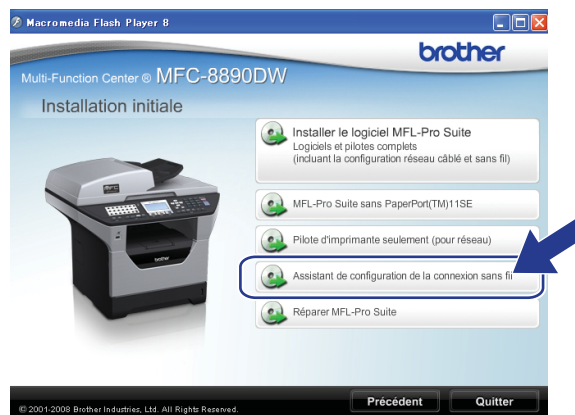 Macromedia Flash Player 8
brother
Multi-Function Center ® MFC-8890DW
Installation initiale
Installer le logiciel MFL-Pro Suite
Logiciels et pilotes complets
(incluant la configuration réseau câblé et sans fil)
MFL-Pro Suite sans PaperPort(TM)11SE
Pilote d'imprimante seulement (pour réseau)
Assistant de configuration de la connexion sans fil
Réparer MFL-Pro Suite
brother
© 2001-2008 Brother Industries, Ltd. All Rights Reserved.
Précédent
Quitter